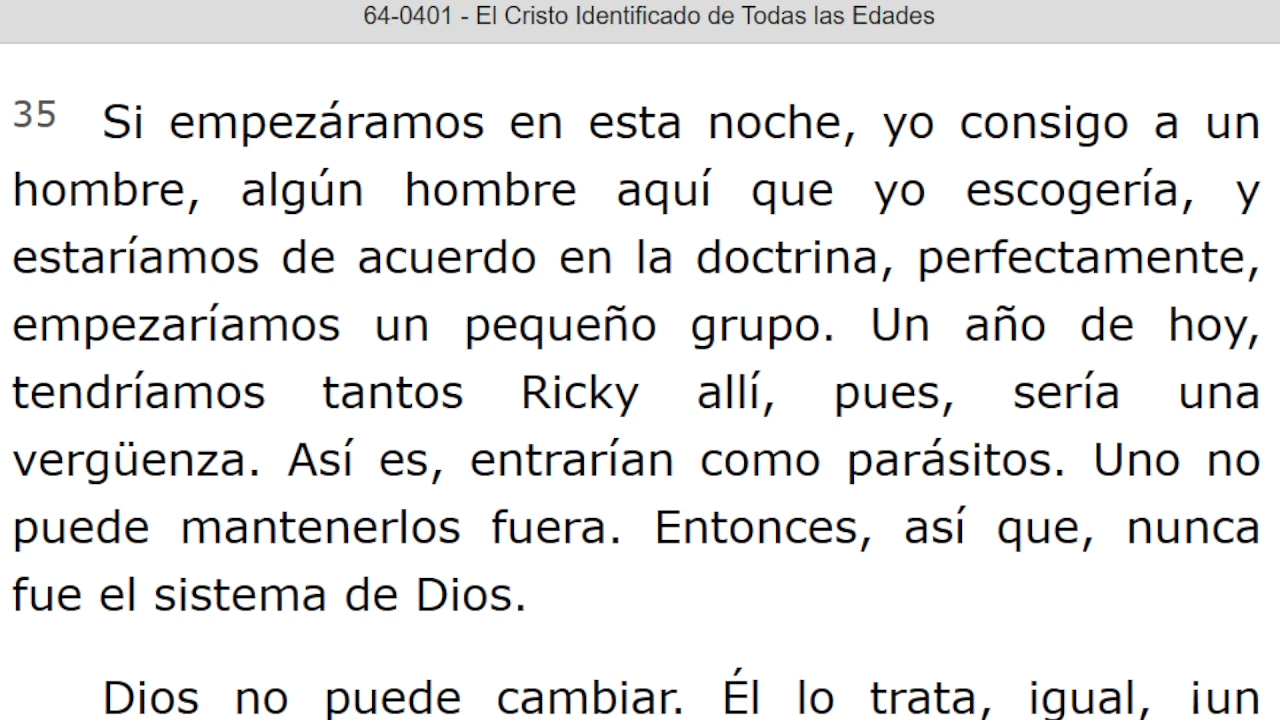 64-0401 - El Cristo Identificado de Todas las Edades
35 Si empezáramos en esta noche, yo consigo a un
hombre, algún hombre aquí que yo escogería, y
estaríamos de acuerdo en la doctrina, perfectamente,
empezaríamos un pequeño grupo. Un año de hoy,
tendríamos tantos Ricky allí, pues, sería una
vergüenza. Así es, entrarían como parásitos. Uno no
puede mantenerlos fuera. Entonces, así que, nunca
fue el sistema de Dios.
Dios no puede cambiar. Él lo trata, igual, ¡un